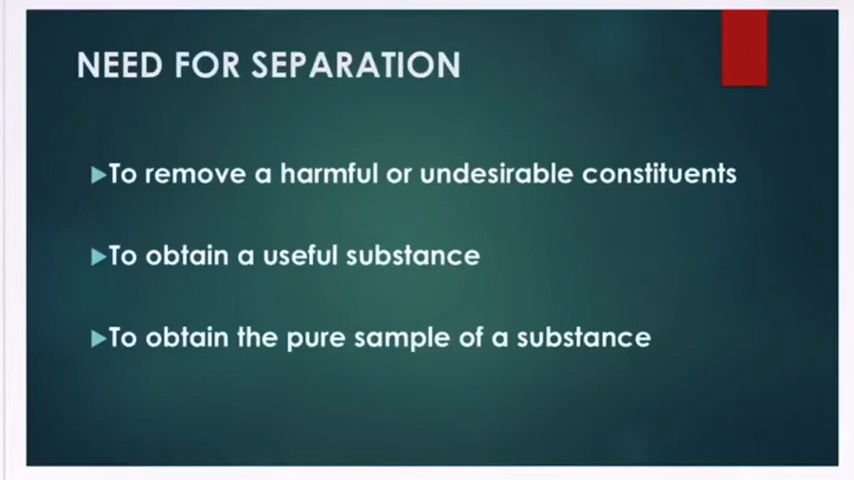 NEED FOR SEPARATION
To remove a harmful or undesirable constituents
To obtain a useful substance
To obtain the pure sample of a substance